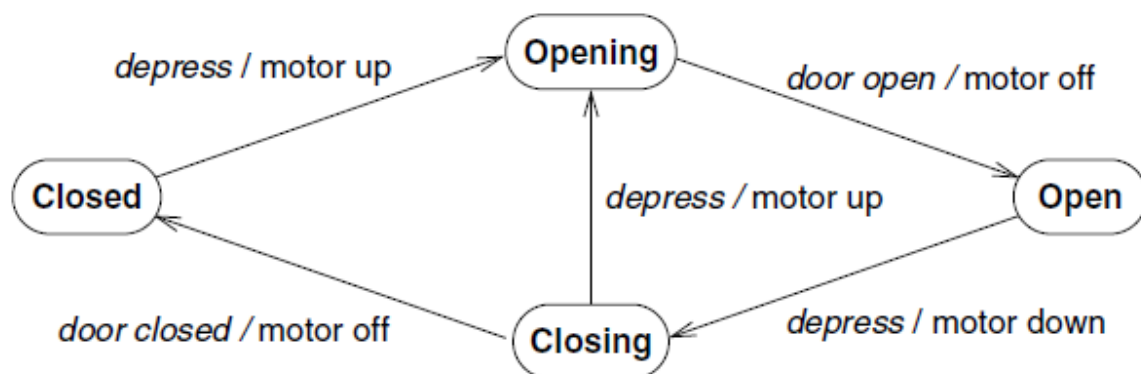 Opening
depress / motor up
door open / motor off
Closed
depress / motor up
Open
door closed / motor off
Closing
depress / motor down